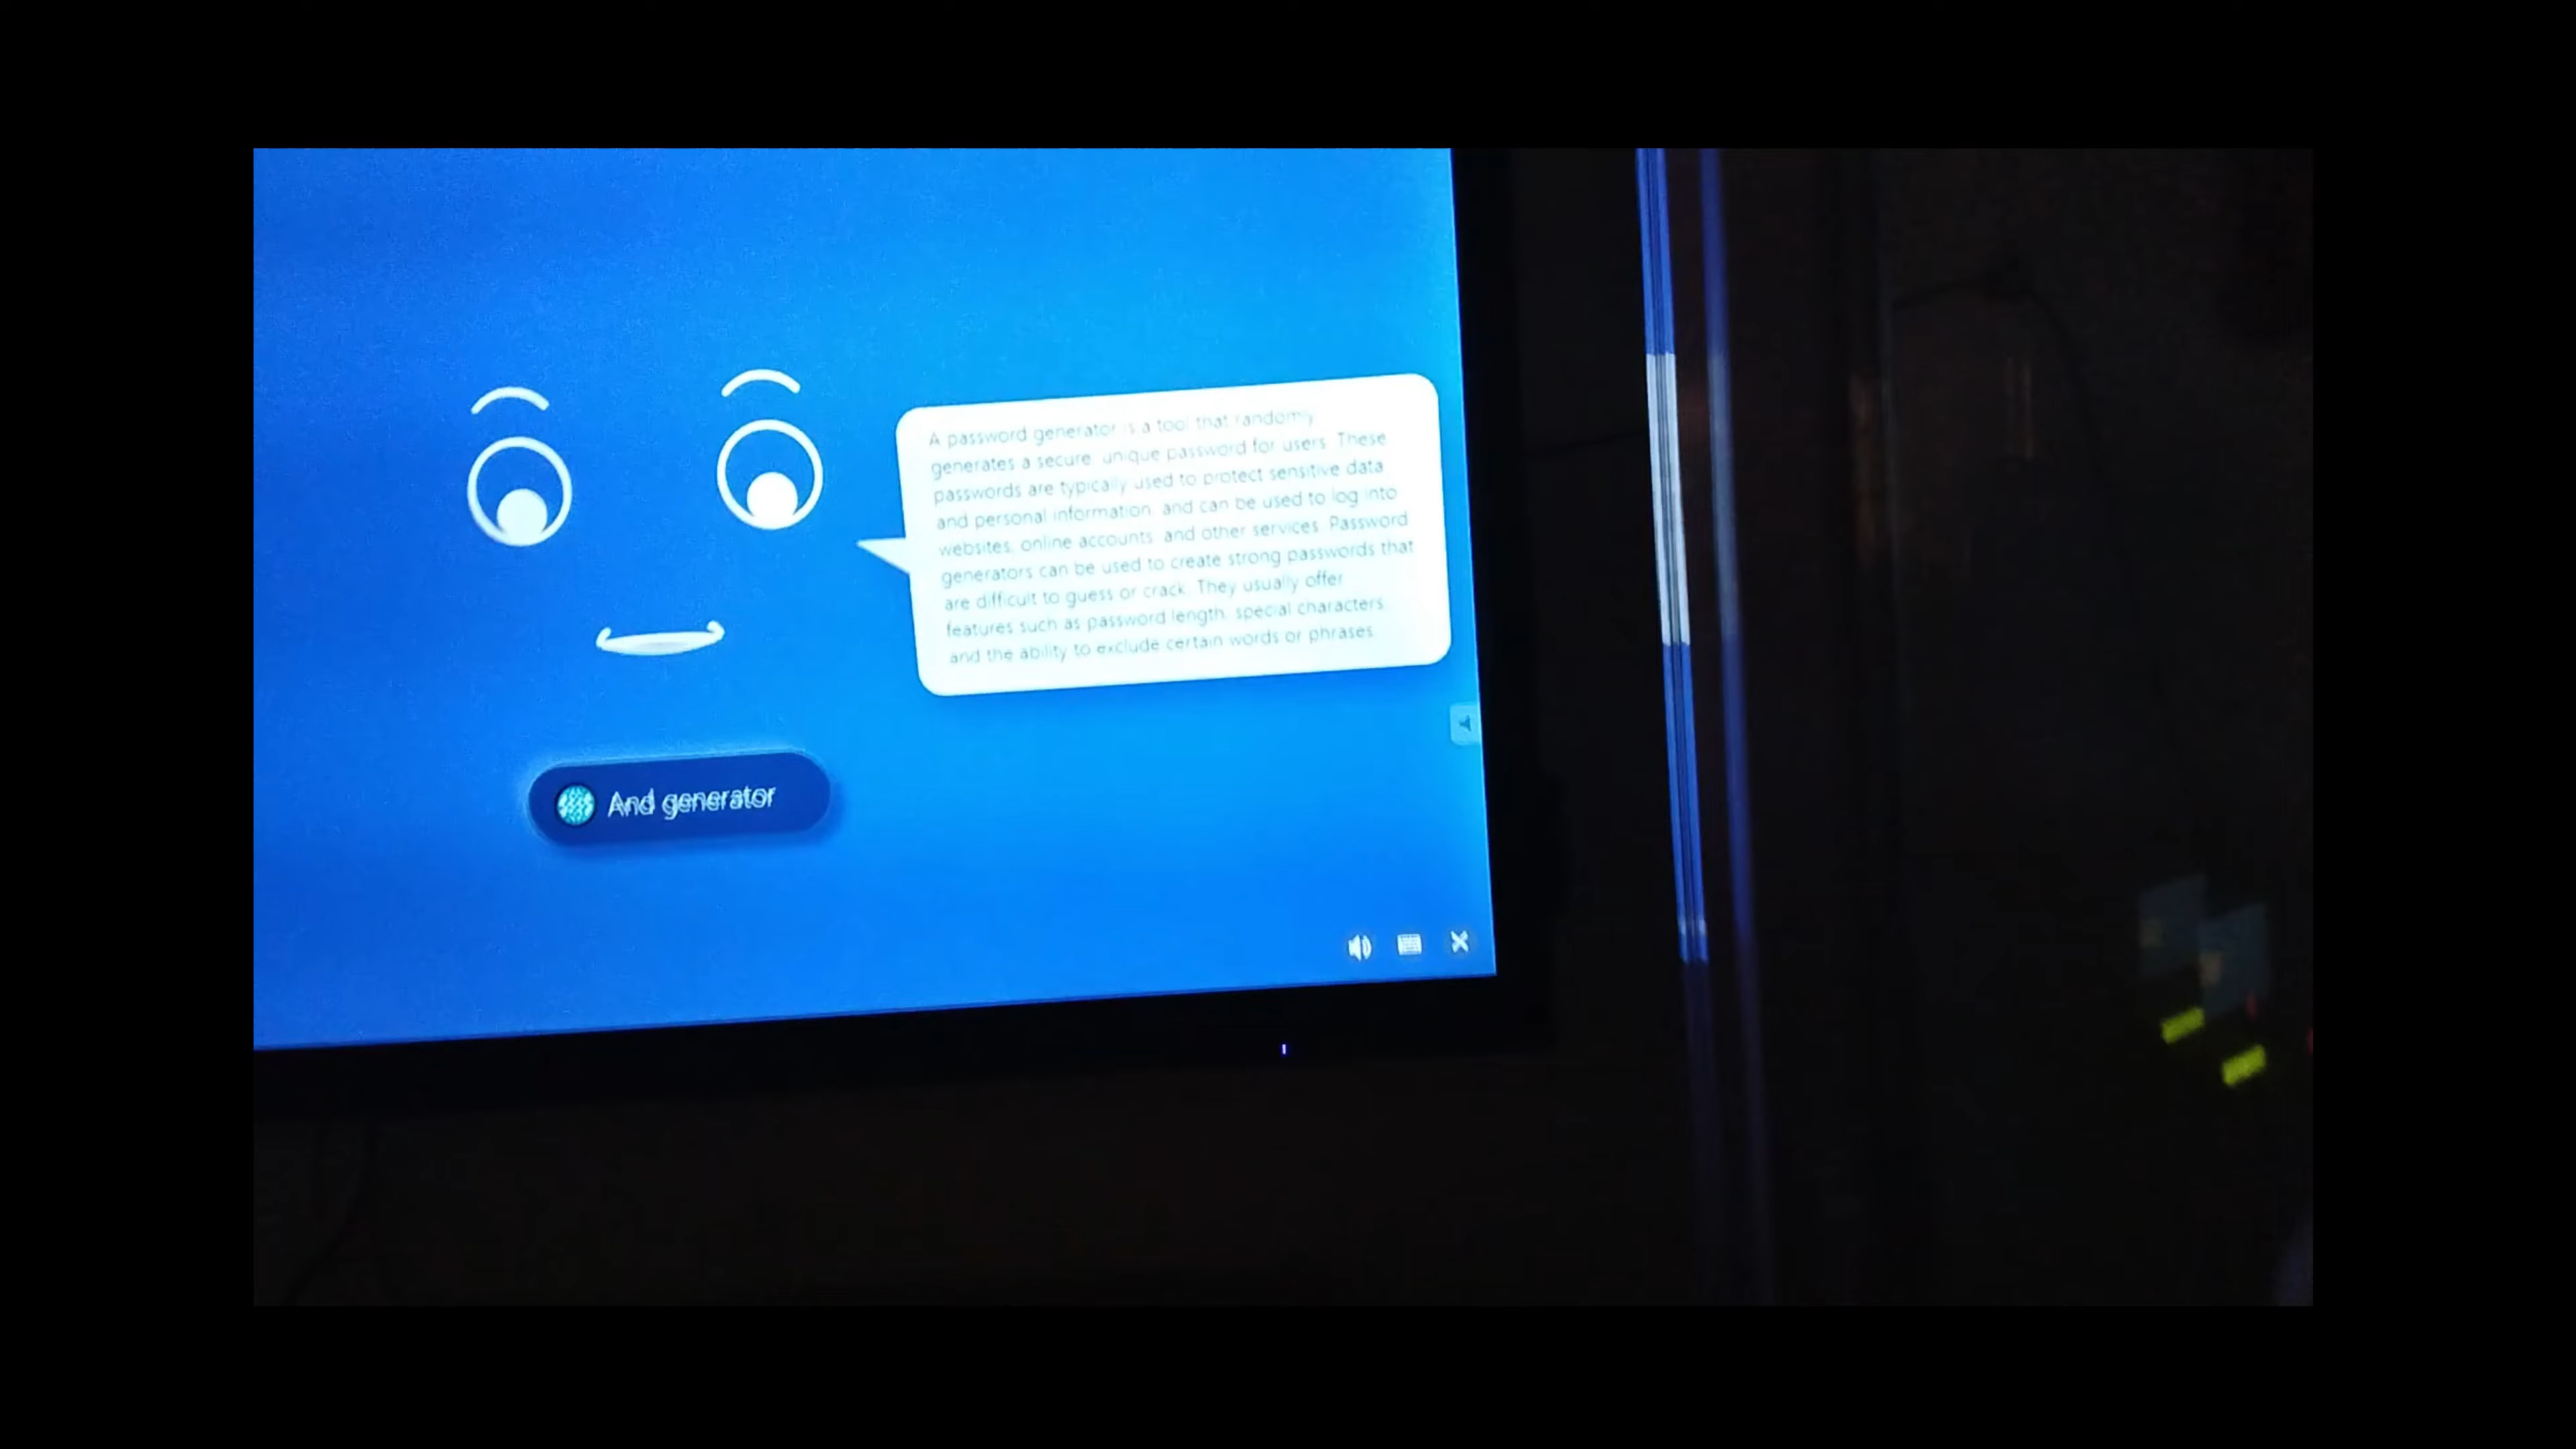 A password generator is a tool that randomly
generates a secure, unique password for users. These
passwords are typically used to protect sensitive data
and personal information, and can be used to log into
websites, online accounts, and other services. Password
generators can be used to create strong passwords that
are difficult to guess or crack. They usually offer
features such as password length, special characters,
and the ability to exclude certain words or phrases.
And generator